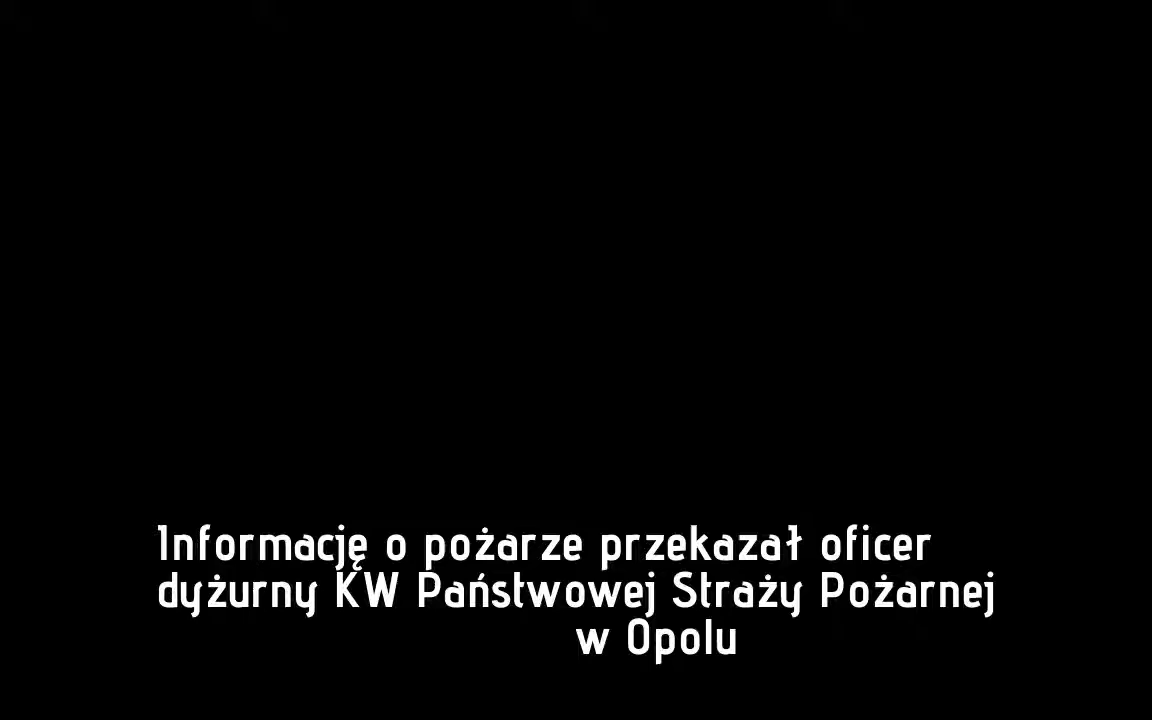 Informację o pożarze przekazał oficer
dyżurny KW Państwowej Straży Pożarnej
w Opolu